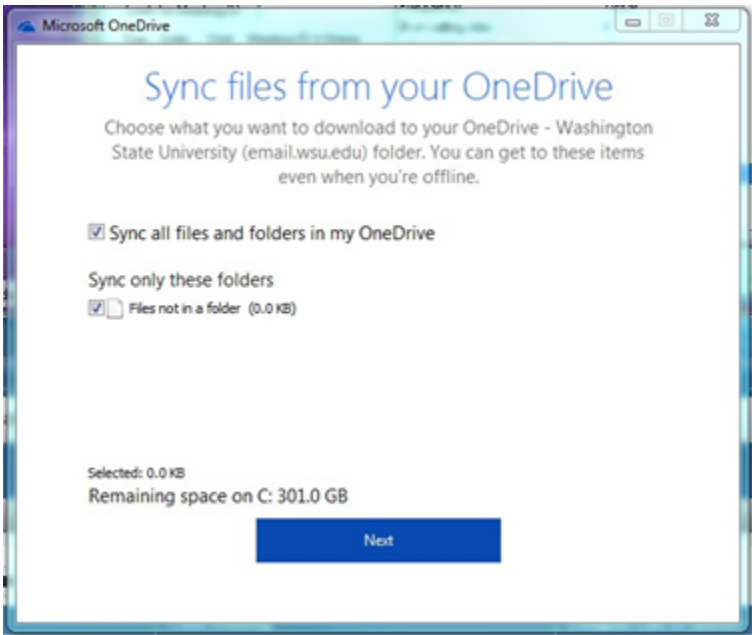 Microsoft OneDrive
Sync files from your OneDrive
Choose what you want to download to your OneDrive - Washington
State University (email.wsu.edu) folder. You can get to these items
even when you're offline.
Sync all files and folders in my OneDrive
Sync only these folders
Files not in a folder (0.0 KB)
Selected: 0.0 KB
Remaining space on C: 301.0 GB
Next